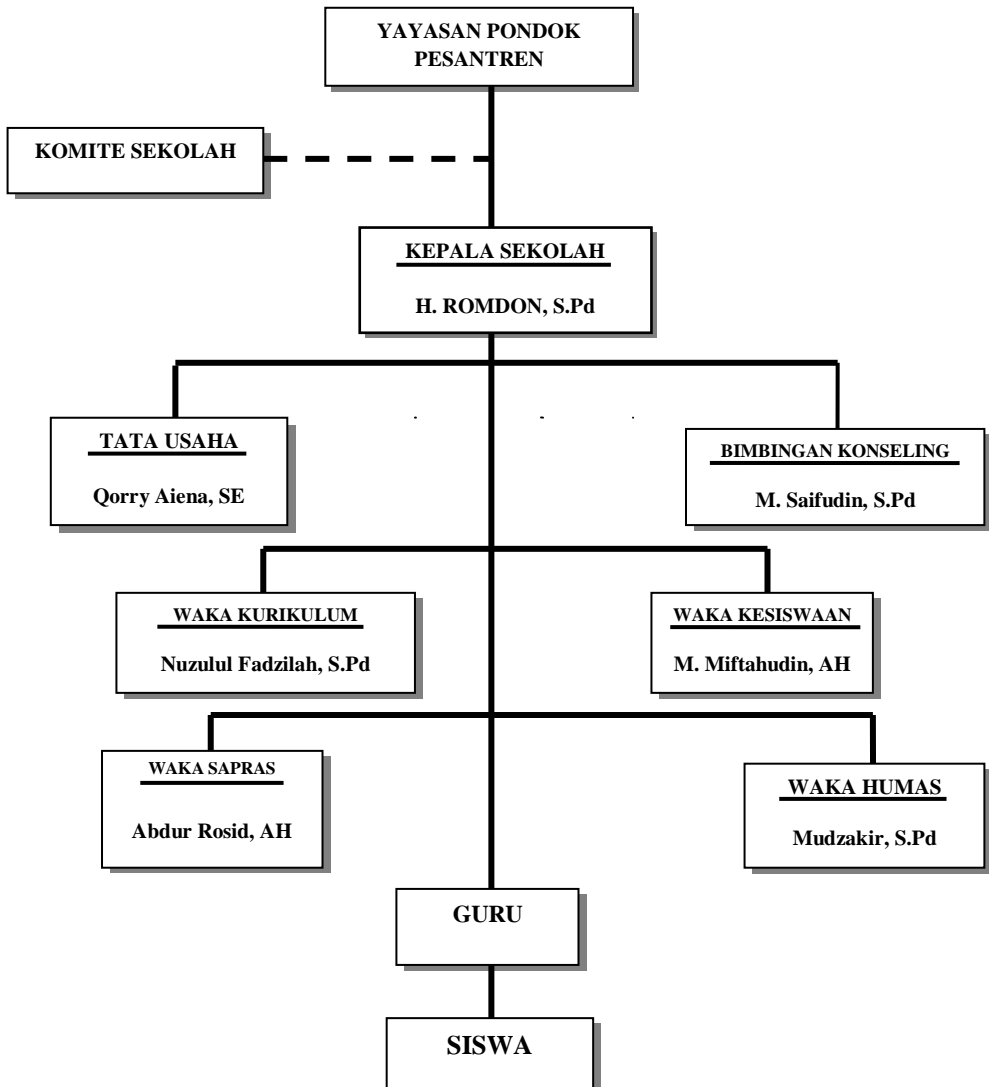 YAYASAN PONDOK
PESANTREN
KOMITE SEKOLAH
KEPALA SEKOLAH
H. ROMDON, S.Pd
TATA USAHA
Qorry Aiena, SE
BIMBINGAN KONSELING
M. Saifudin, S.Pd
WAKA KURIKULUM
Nuzulul Fadzilah, S.Pd
WAKA KESISWAAN
M. Miftahudin, AH
WAKA SAPRAS
Abdur Rosid, AH
WAKA HUMAS
Mudzakir, S.Pd
GURU
SISWA